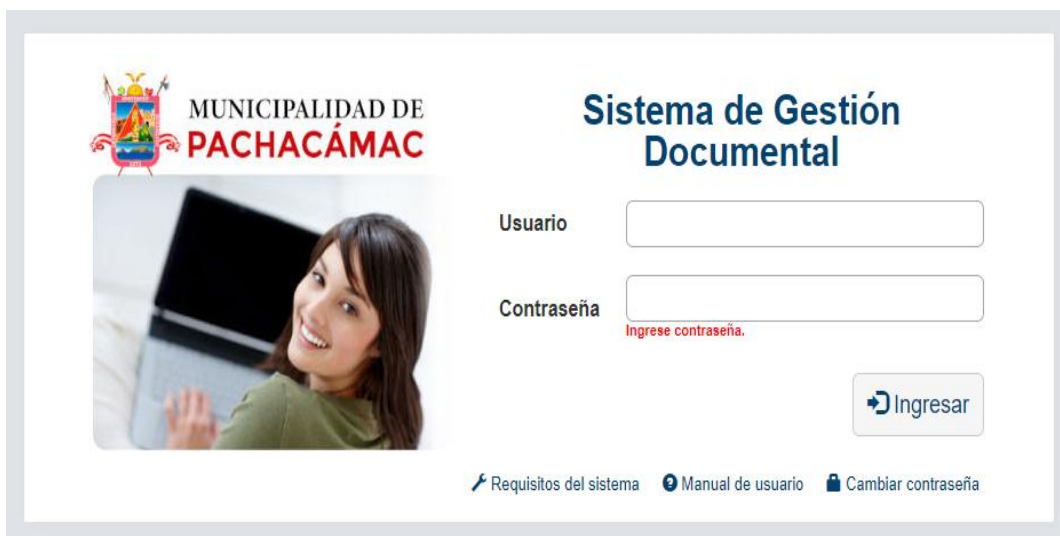 MUNICIPALIDAD DE
PACHACÁMAC
Sistema de Gestión
Documental
Usuario
Contraseña
Ingrese contraseña.
Ingresar
Requisitos del sistema
Manual de usuario
Cambiar contraseña